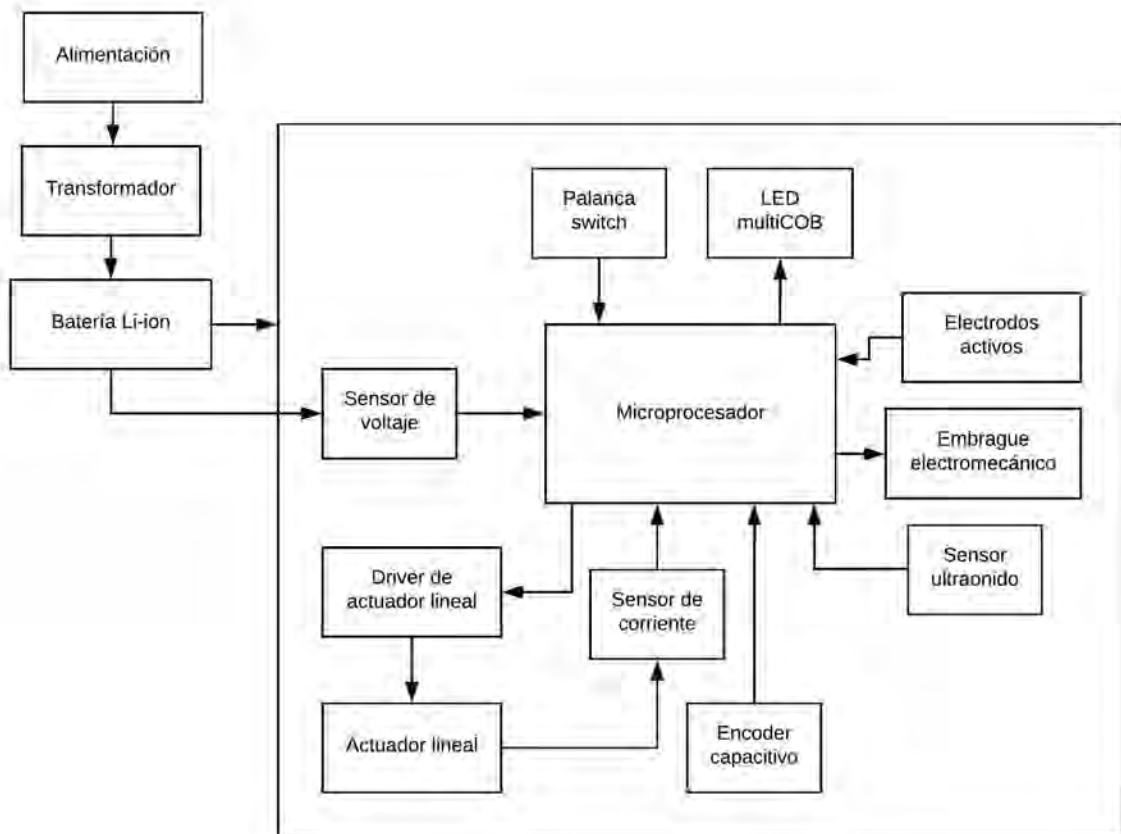 Alimentación
Transformador
Batería Li-ion
Palanca
switch
LED
multiCOB
Electrodos
activos
Sensor de
voltaje
Microprocesador
Embrague
electromecánico
Driver de
actuador lineal
Sensor de
corriente
Sensor
ultraonido
Actuador lineal
Encoder
capacitivo